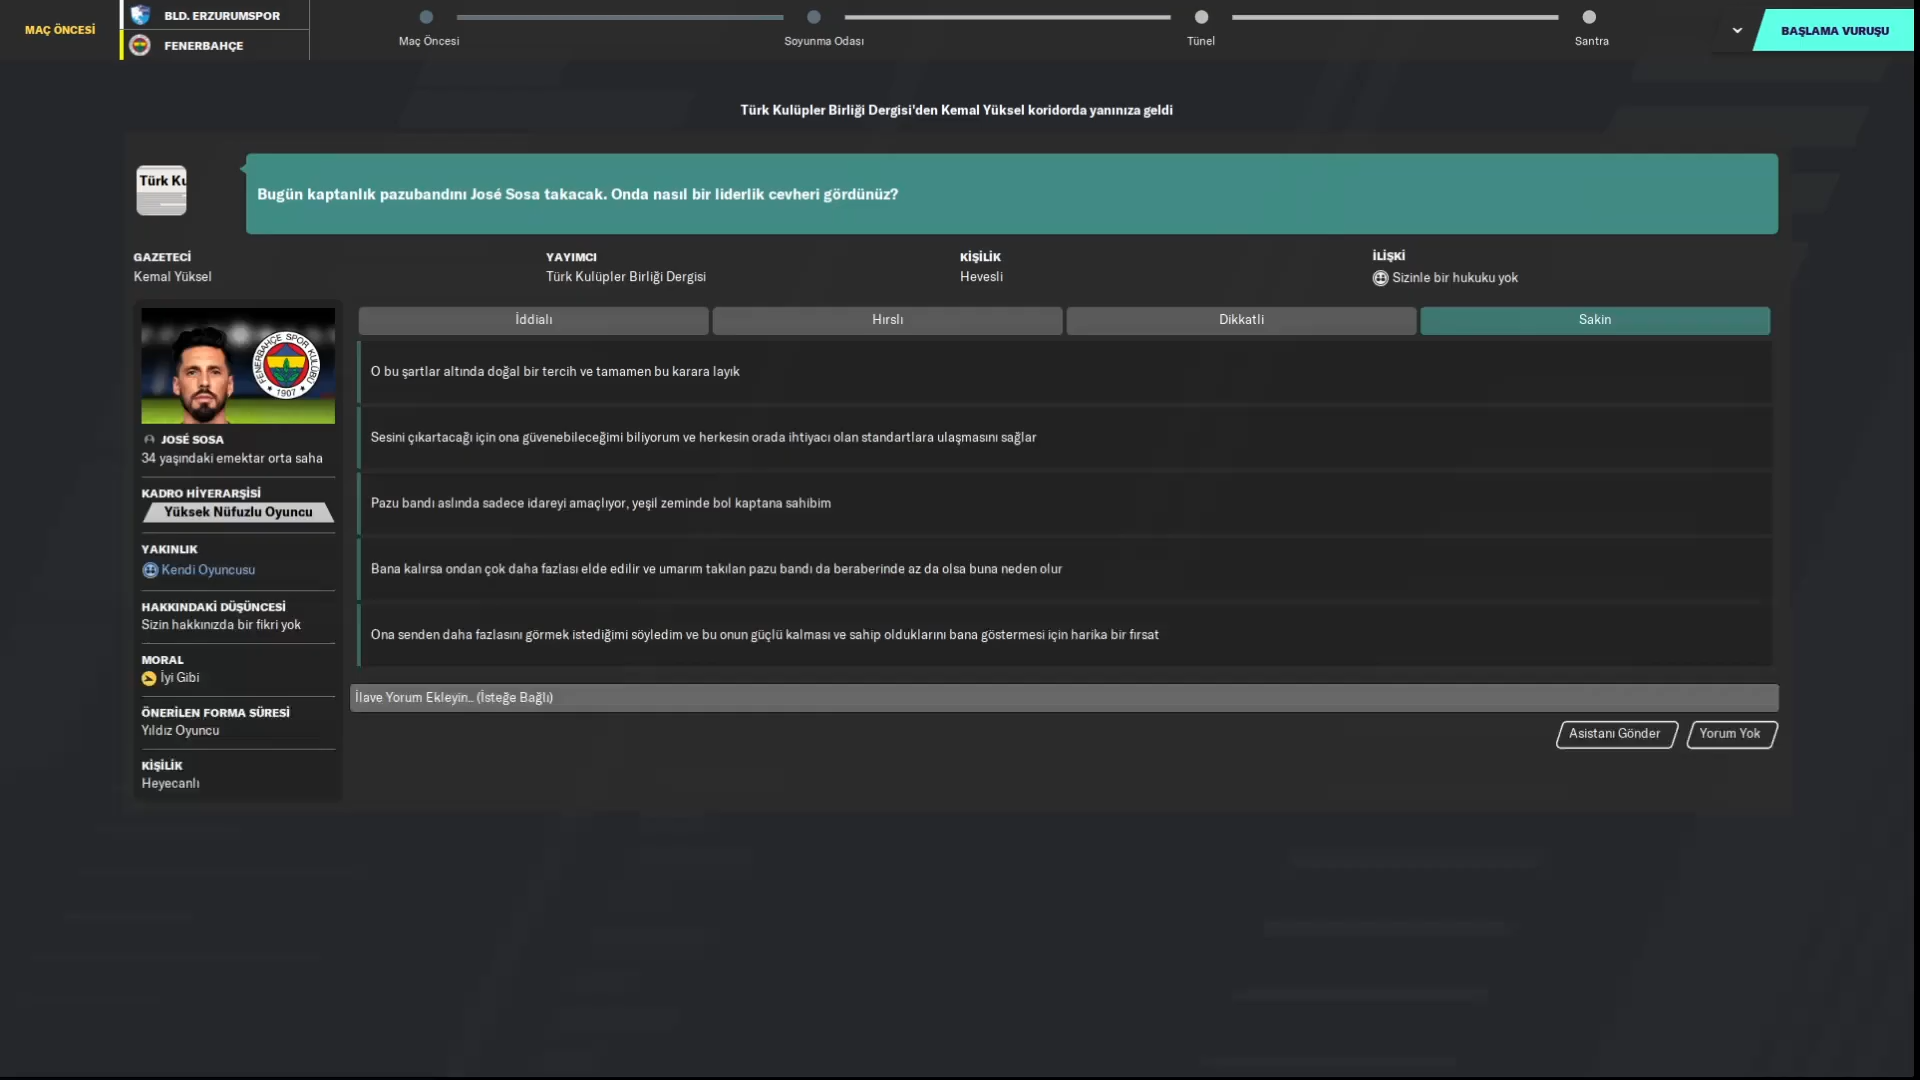 MAÇ ÖNCESİ
BLD. ERZURUMSPOR
FENERBAHÇE
Maç Öncesi
Soyunma Odası
Tünel
Santra
BAŞLAMA VURUŞU
Türk Kulüpler Birliği Dergisi'den Kemal Yüksel koridorda yanınıza geldi
Türk Ku
Bugün kaptanlık pazubandını José Sosa takacak. Onda nasıl bir liderlik cevheri gördünüz?
GAZETECİ
Kemal Yüksel
YAYIMCI
Türk Kulüpler Birliği Dergisi
KİŞİLİK
Hevesli
İLİŞKİ
Sizinle bir hukuku yok
FENERBAHÇE SPOR KULÜBÜ
1907
JOSÉ SOSA
34 yaşındaki emektar orta saha
KADRO HİYERARŞİSİ
Yüksek Nüfuzlu Oyuncu
YAKINLIK
Kendi Oyuncusu
HAKKINDAKİ DÜŞÜNCESİ
Sizin hakkınızda bir fikri yok
MORAL
İyi Gibi
ÖNERİLEN FORMA SÜRESİ
Yıldız Oyuncu
KİŞİLİK
Heyecanlı
İddialı
Hırslı
Dikkatli
Sakin
O bu şartlar altında doğal bir tercih ve tamamen bu karara layık
Sesini çıkartacağı için ona güvenebileceğimi biliyorum ve herkesin orada ihtiyacı olan standartlara ulaşmasını sağlar
Pazu bandı aslında sadece idareyi amaçlıyor, yeşil zeminde bol kaptana sahibim
Bana kalırsa ondan çok daha fazlası elde edilir ve umarım takılan pazu bandı da beraberinde az da olsa buna neden olur
Ona senden daha fazlasını görmek istediğimi söyledim ve bu onun güçlü kalması ve sahip olduklarını bana göstermesi için harika bir fırsat
İlave Yorum Ekleyin... (İsteğe Bağlı)
Asistanı Gönder
Yorum Yok